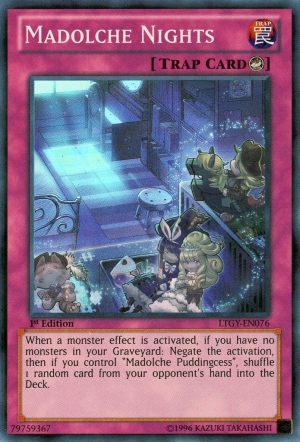 Madolche Nights
[Trap Card]
TRAP
罠
1st Edition
LTGY-EN076
When a monster effect is activated, if you have no
monsters in your Graveyard: Negate the activation,
then if you control "Madolche Puddingcess", shuffle
1 random card from your opponent's hand into the
Deck.
79759367
©1996 KAZUKI TAKAHASHI